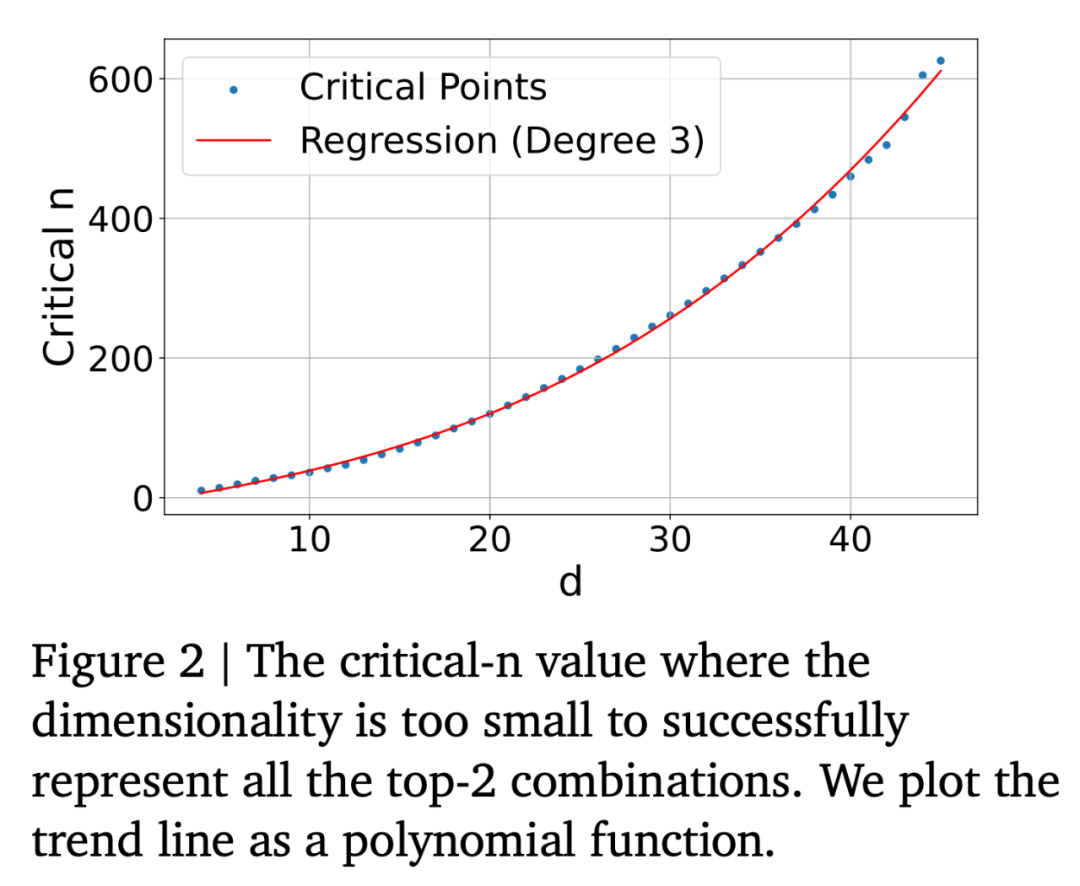 600
400
200
0
Critical n
Critical Points
Regression (Degree 3)
10 20 30 40
d
Figure 2 | The critical-n value where the
dimensionality is too small to successfully
represent all the top-2 combinations. We plot the
trend line as a polynomial function.